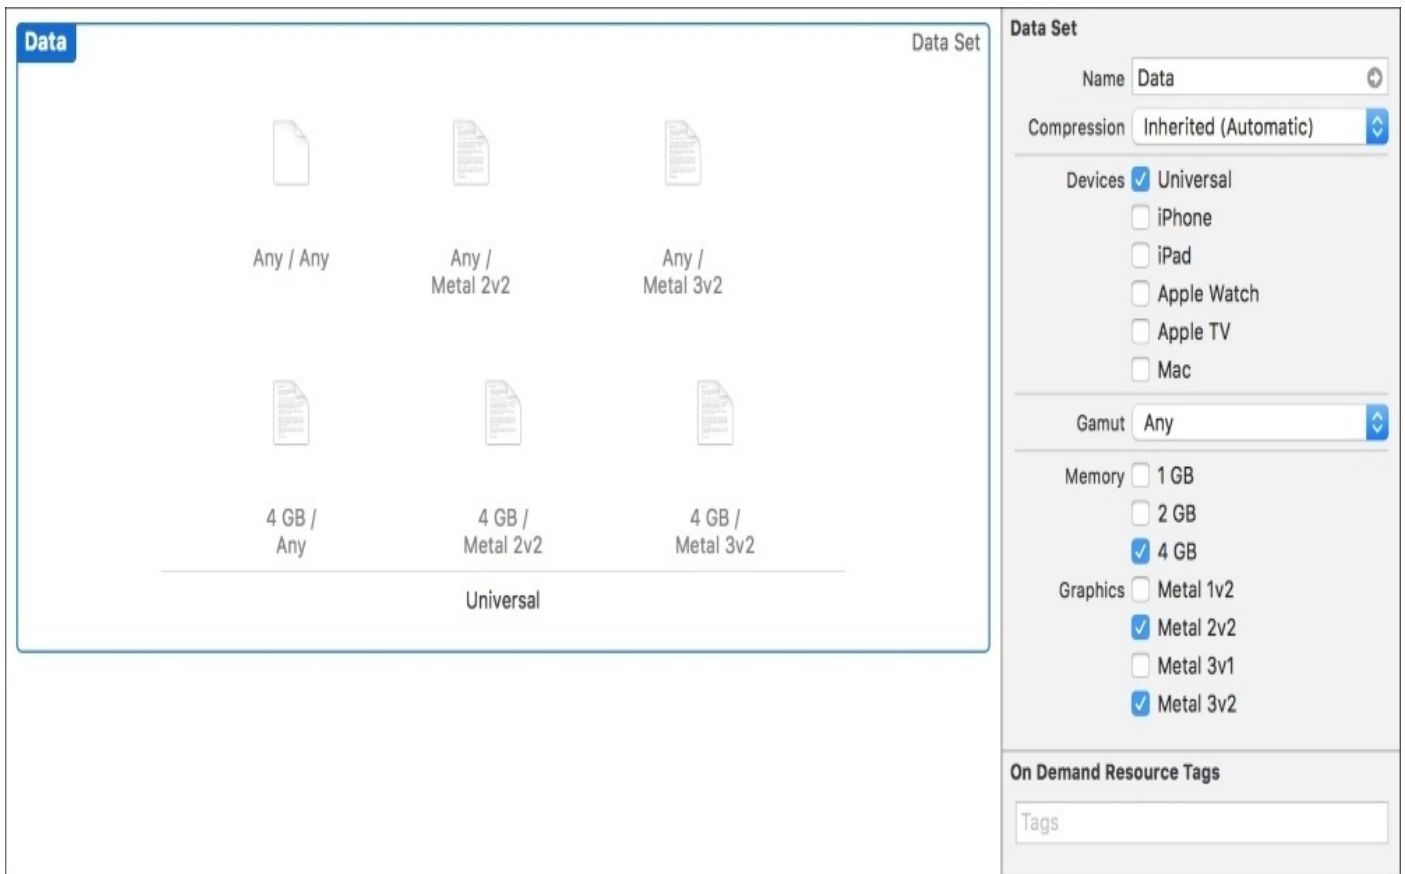 Data
Data Set
Any / Any
Any /
Metal 2v2
Any /
Metal 3v2
4 GB /
Any
4 GB /
Metal 2v2
4 GB /
Metal 3v2
Universal
Data Set
Name Data
Compression Inherited (Automatic)
Devices Universal
iPhone
iPad
Apple Watch
Apple TV
Mac
Gamut Any
Memory 1 GB
2 GB
4 GB
Graphics Metal 1v2
Metal 2v2
Metal 3v1
Metal 3v2
On Demand Resource Tags
Tags